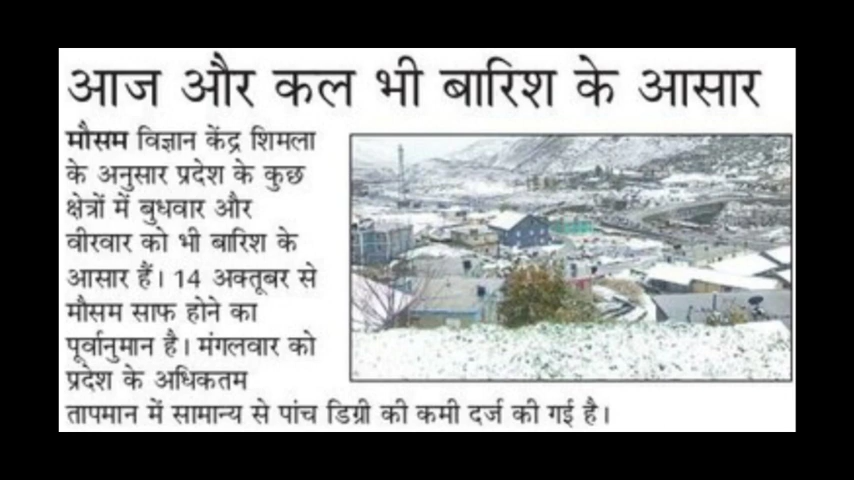 आज और कल भी बारिश के आसार
मौसम विज्ञान केंद्र शिमला
के अनुसार प्रदेश के कुछ
क्षेत्रों में बुधवार और
वीरवार को भी बारिश के
आसार हैं। 14 अक्तूबर से
मौसम साफ होने का
पूर्वानुमान है। मंगलवार को
प्रदेश के अधिकतम
तापमान में सामान्य से पांच डिग्री की कमी दर्ज की गई है।